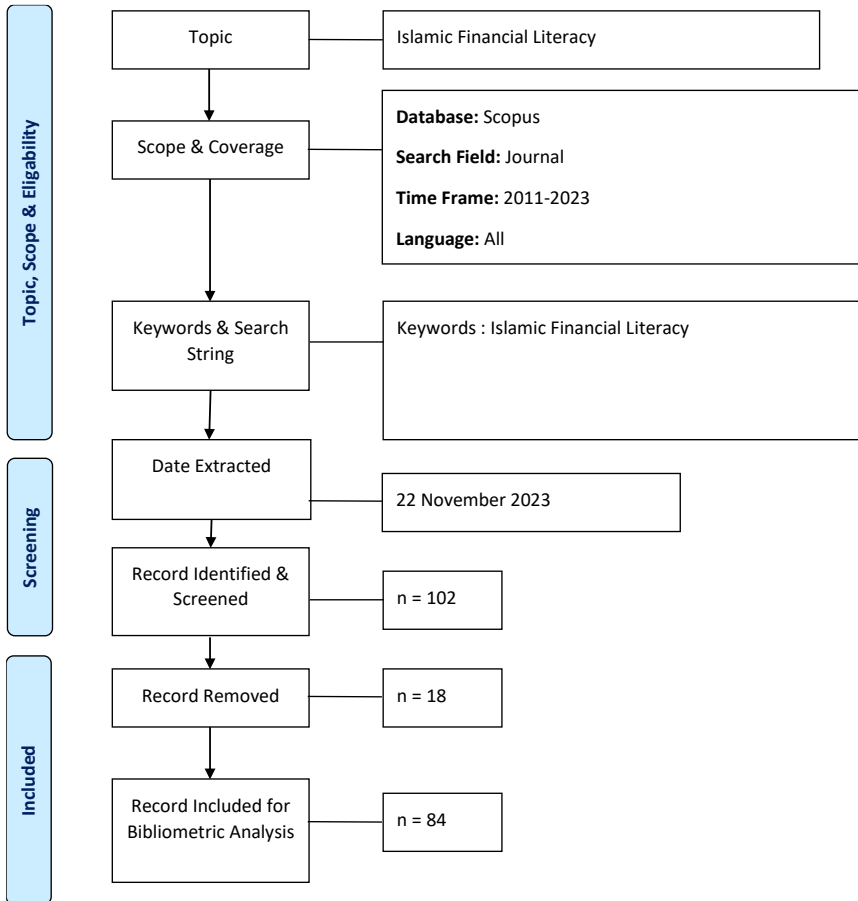 Topic, Scope & Eligability
Topic
Islamic Financial Literacy
Scope & Coverage
Database: Scopus
Search Field: Journal
Time Frame: 2011-2023
Language: All
Keywords & Search
String
Keywords : Islamic Financial Literacy
Screening
Date Extracted
22 November 2023
Record Identified &
Screened
n = 102
Included
Record Removed
n = 18
Record Included for
Bibliometric Analysis
n = 84